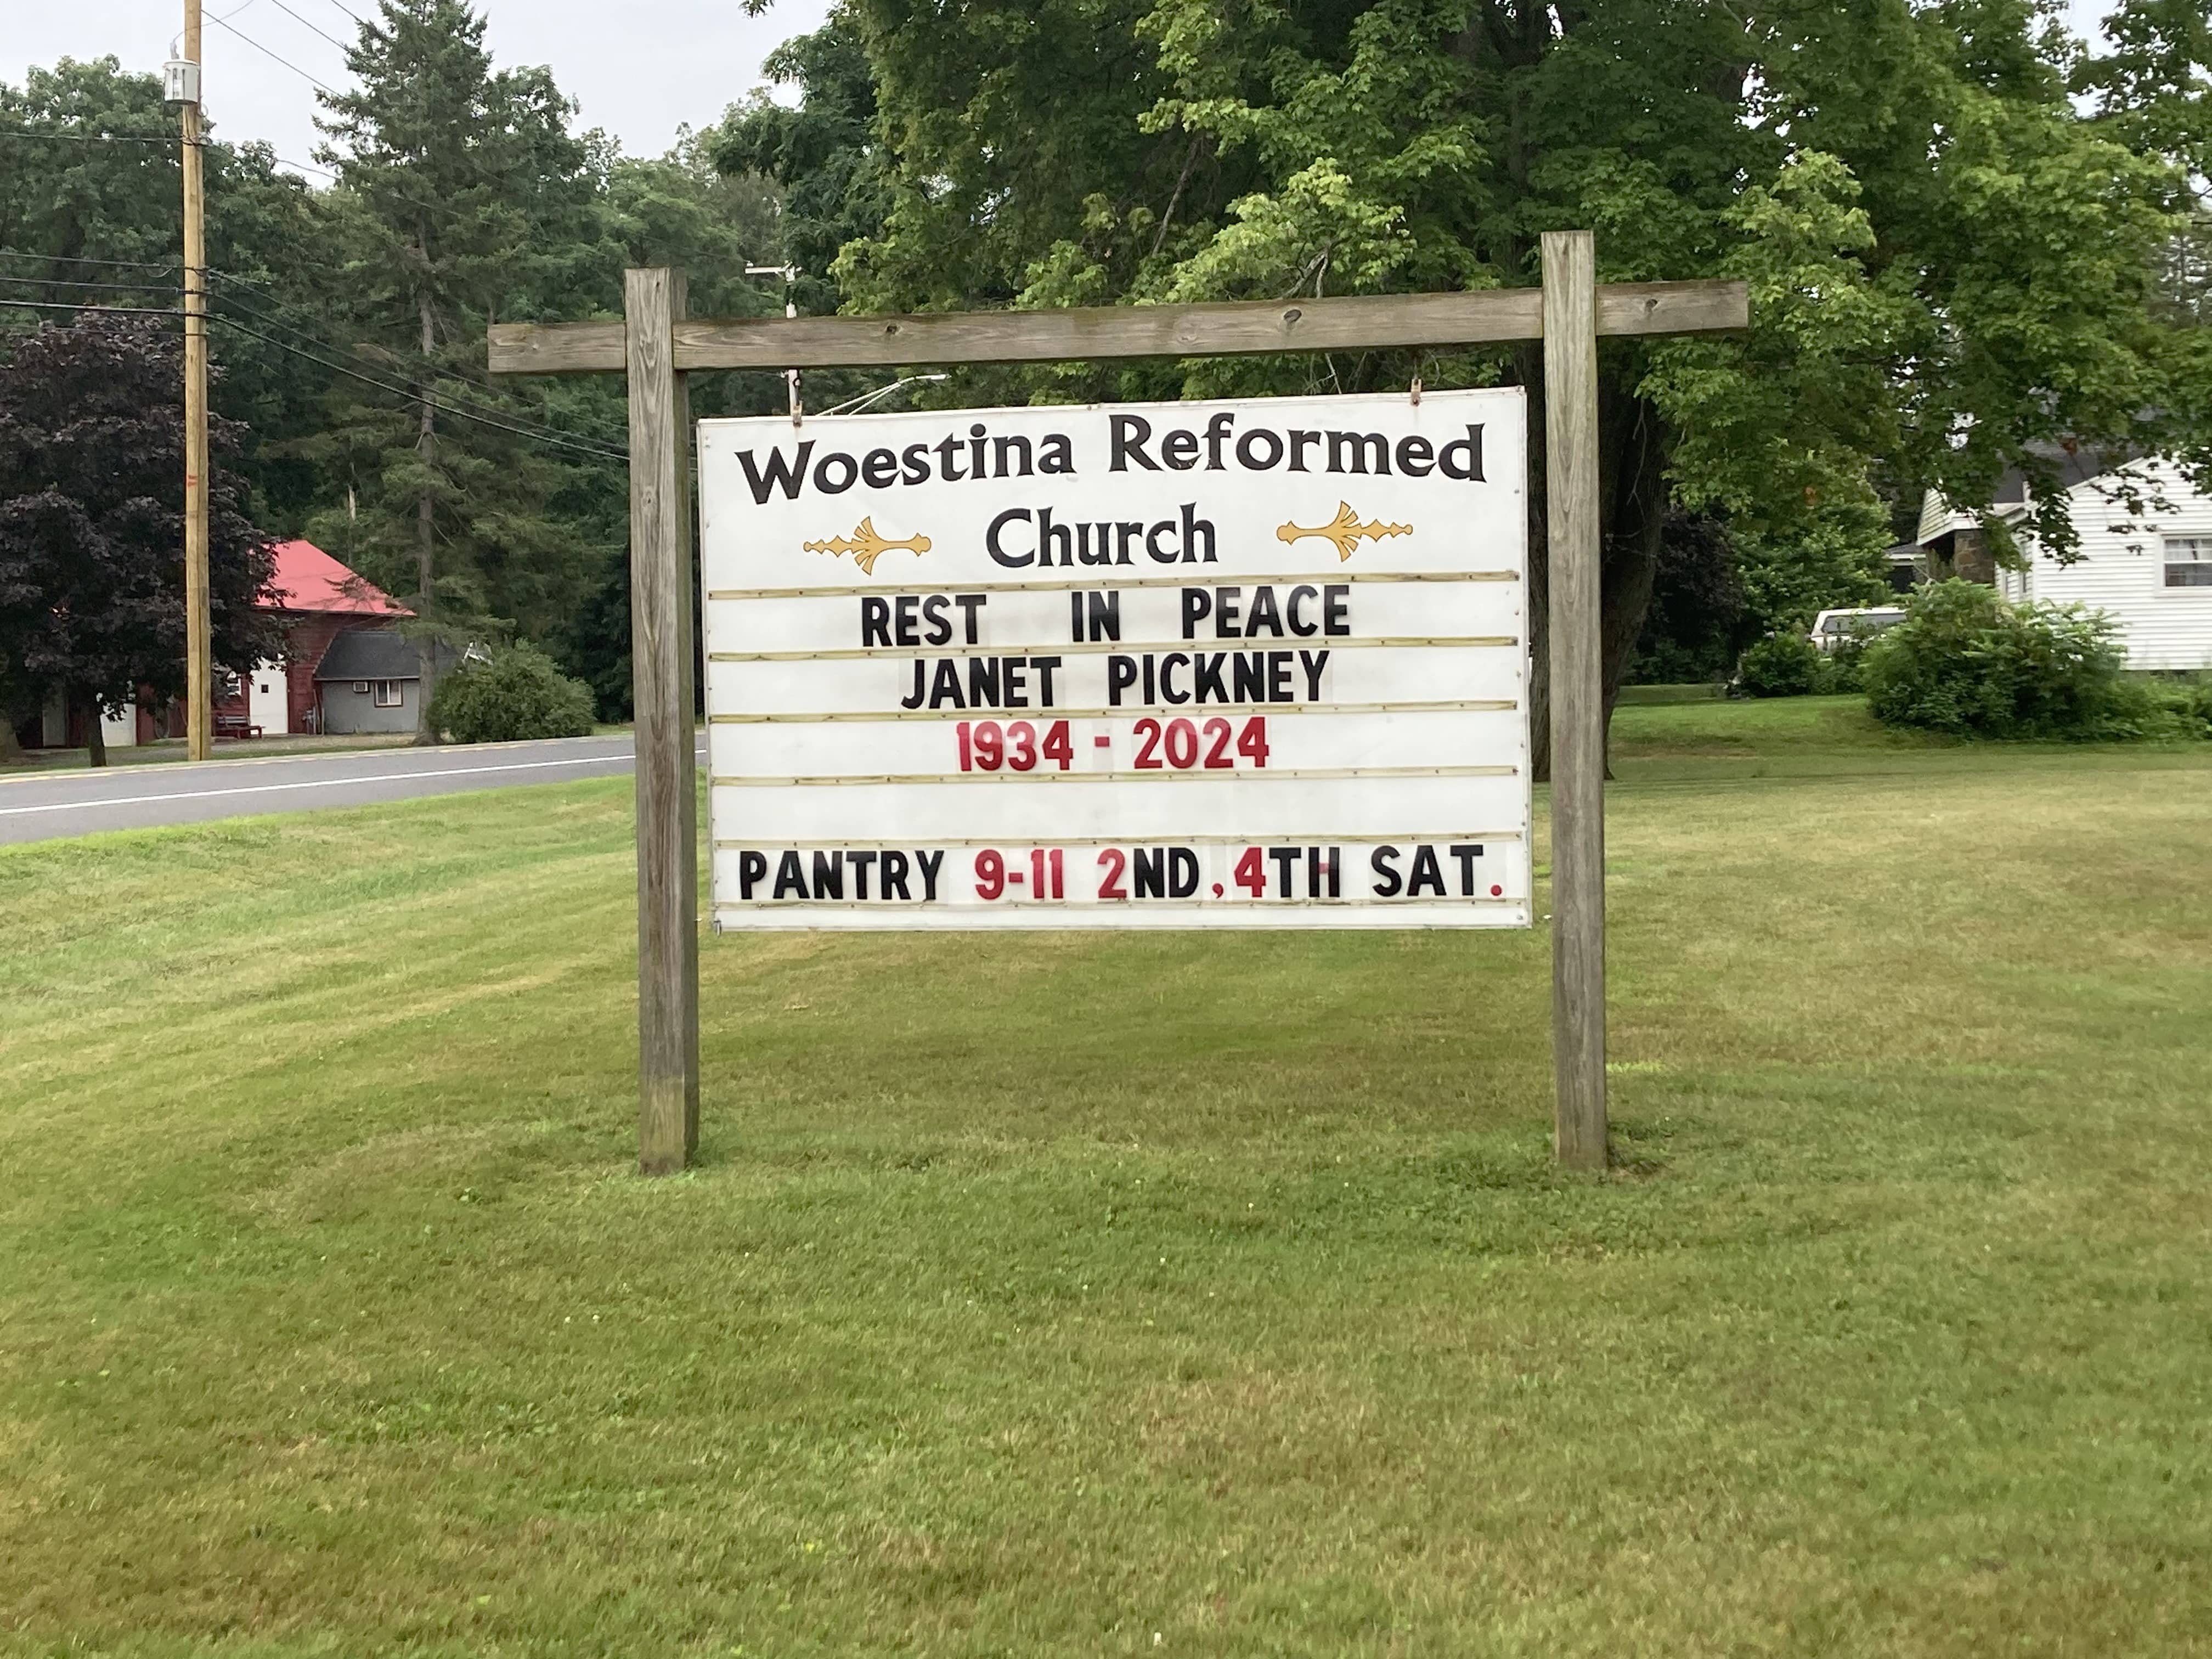 Woestina Reformed
Church
REST IN PEACE
JANET PICKNEY
1934 - 2024
PANTRY 9-11 2ND, 4TH SAT.